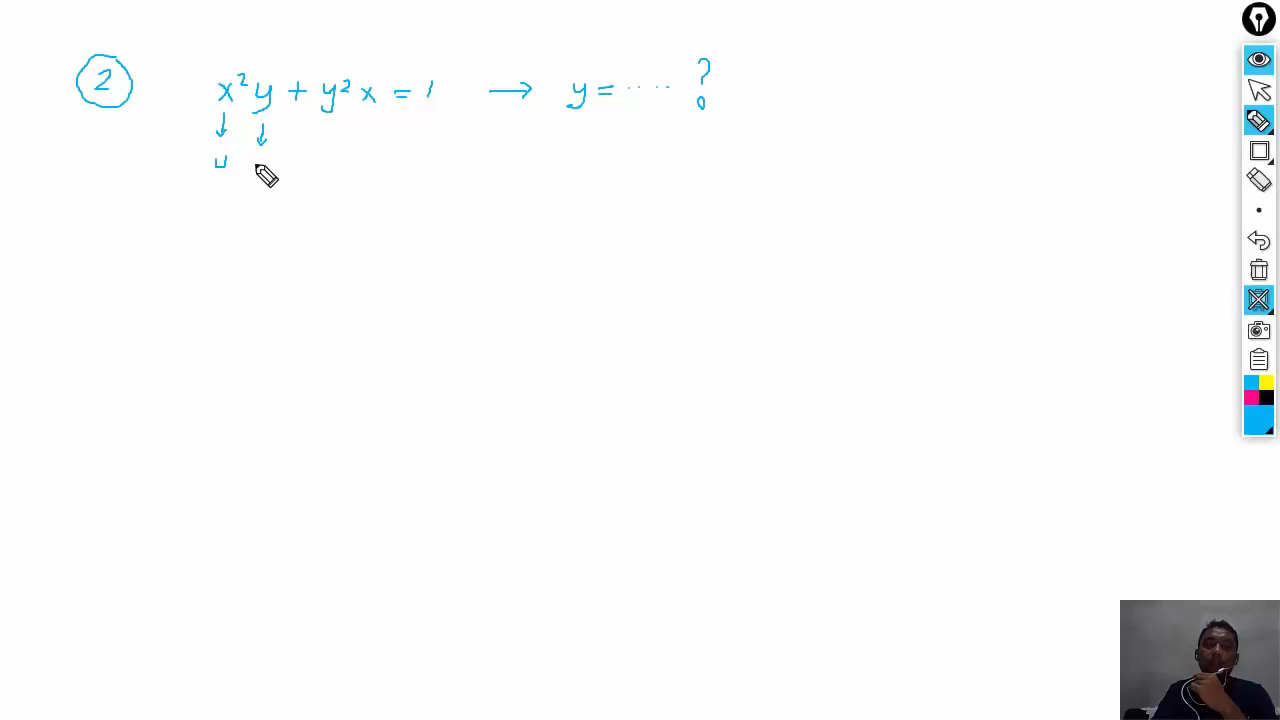 2 x²y + y²x = 1 → y = ..... ?
↓ ↓
u